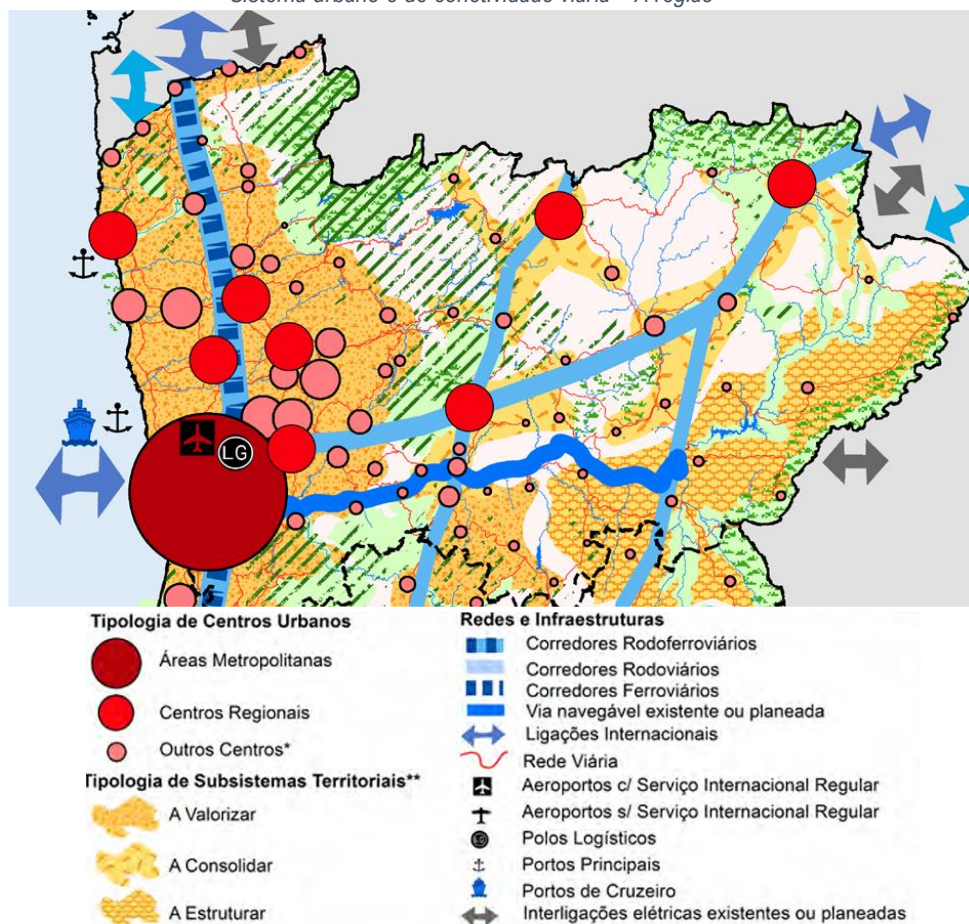 Sistema urbano e de conetividade viária – A região
LG
Tipologia de Centros Urbanos
Áreas Metropolitanas
Centros Regionais
Outros Centros*
Tipologia de Subsistemas Territoriais**
A Valorizar
A Consolidar
A Estruturar
Redes e Infraestruturas
Corredores Rodoferroviários
Corredores Rodoviários
Corredores Ferroviários
Via navegável existente ou planeada
Ligações Internacionais
Rede Viária
Aeroportos c/ Serviço Internacional Regular
Aeroportos s/ Serviço Internacional Regular
LG
Polos Logísticos
Portos Principais
Portos de Cruzeiro
Interligações elétricas existentes ou planeadas